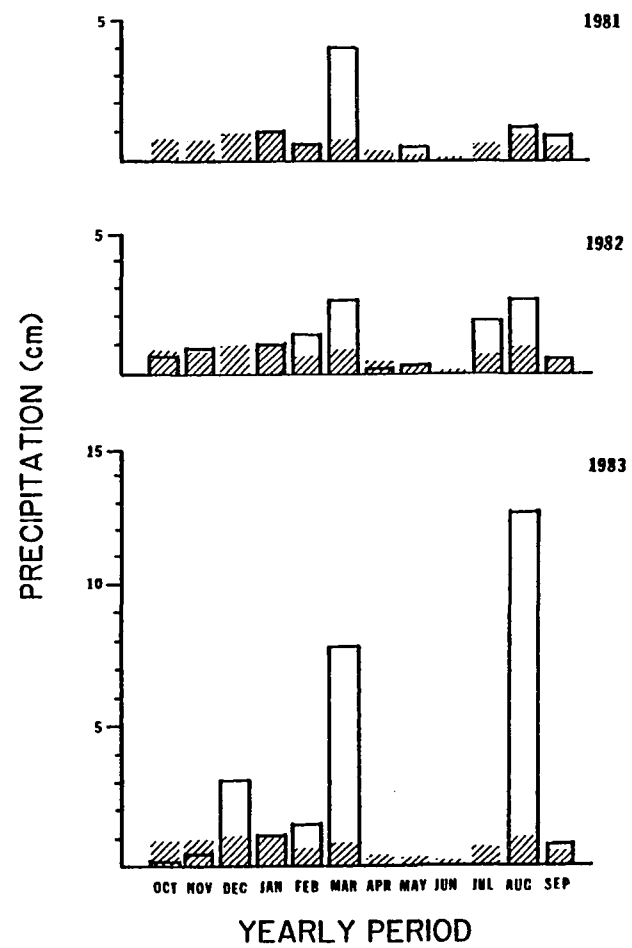 5
1981
5
1982
PRECIPITATION (cm)
15
1983
10
5
OCT NOV DEC JAN FEB MAR APR MAY JUN JUL AUG SEP
YEARLY PERIOD